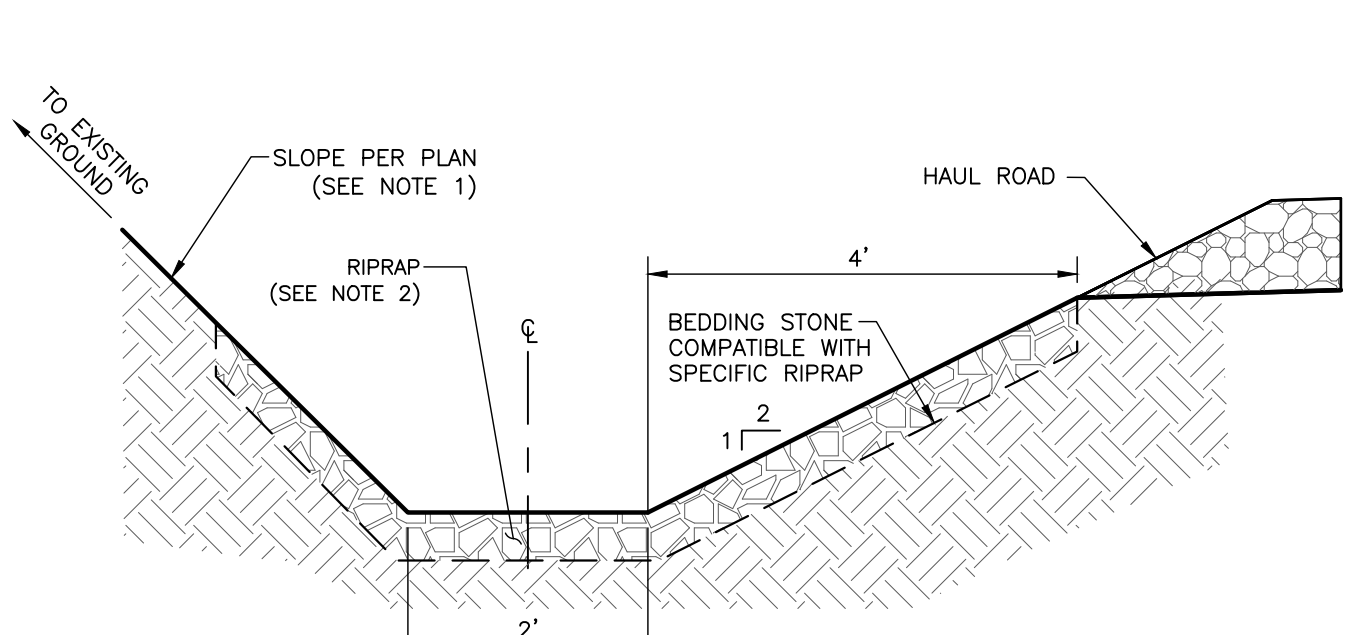 TO EXISTING
GROUND
SLOPE PER PLAN
(SEE NOTE 1)
HAUL ROAD
RIPRAP
(SEE NOTE 2)
4'
℄
BEDDING STONE
COMPATIBLE WITH
SPECIFIC RIPRAP
2
1
2'